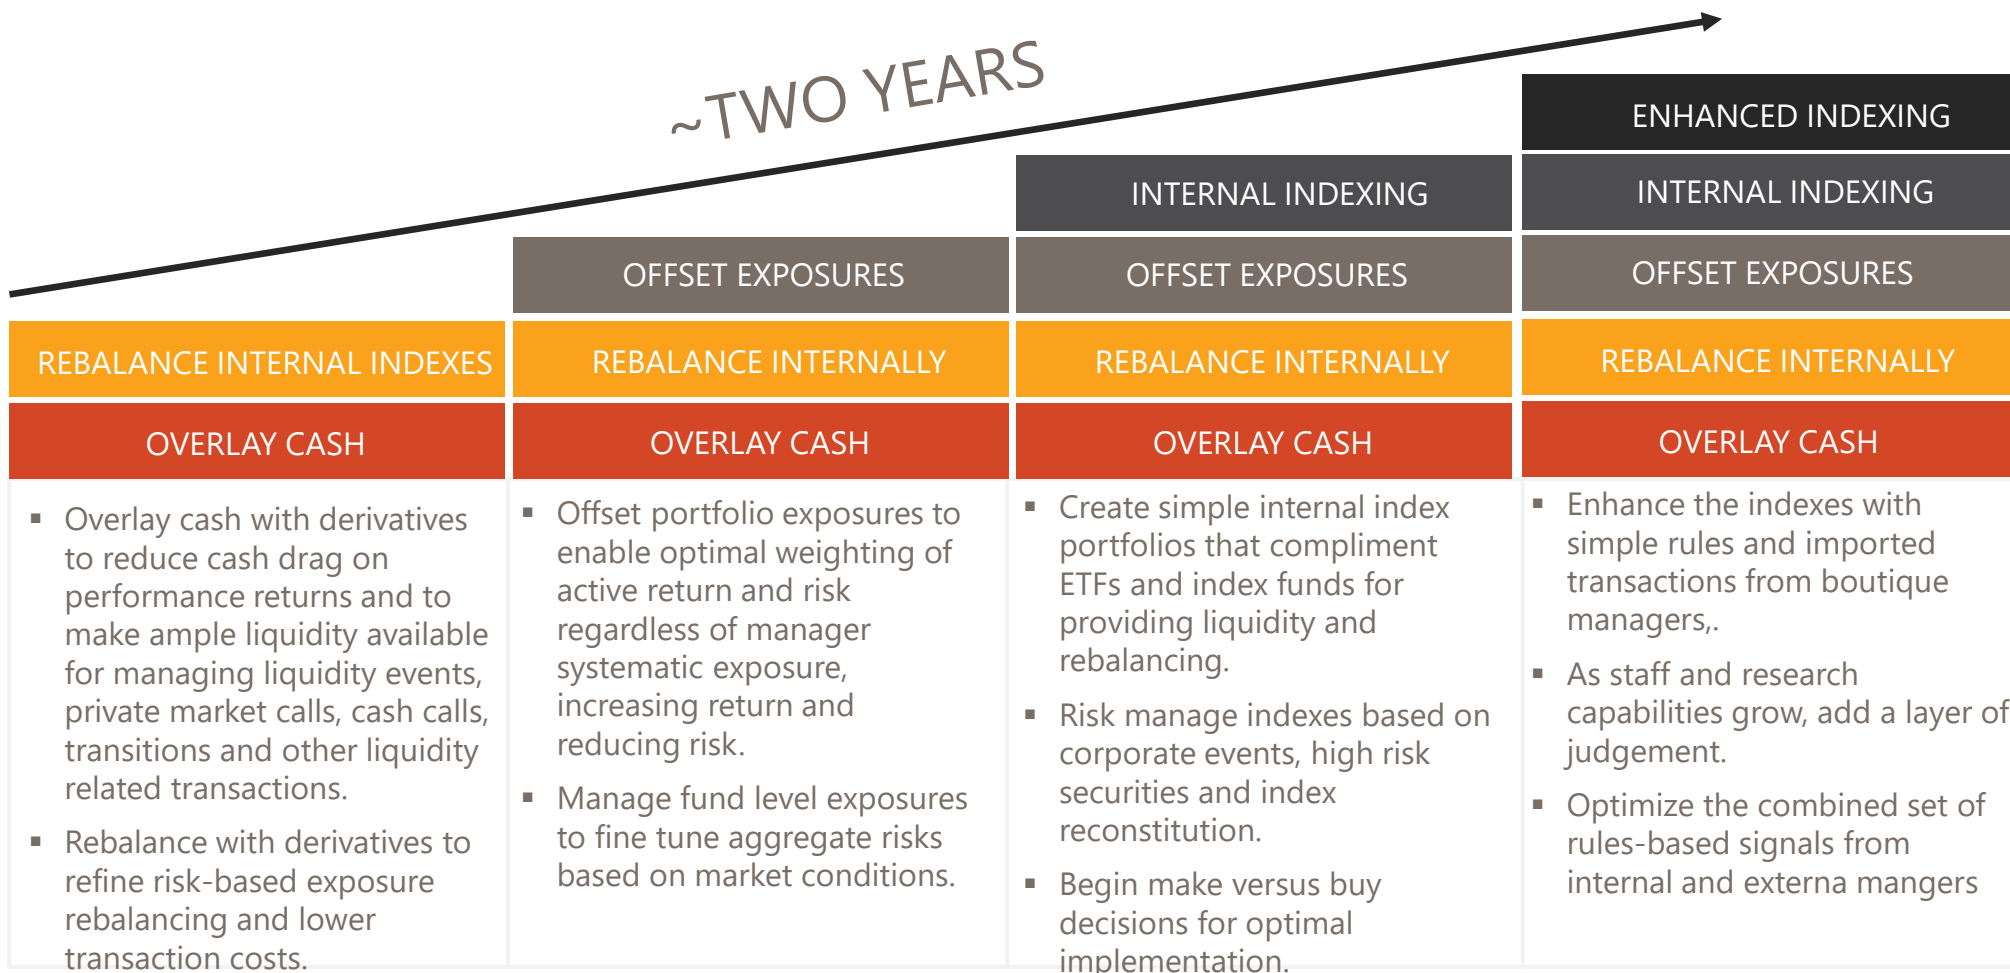 ~TWO YEARS
ENHANCED INDEXING
INTERNAL INDEXING
INTERNAL INDEXING
OFFSET EXPOSURES
OFFSET EXPOSURES
OFFSET EXPOSURES
REBALANCE INTERNAL INDEXES
REBALANCE INTERNALLY
REBALANCE INTERNALLY
REBALANCE INTERNALLY
OVERLAY CASH
OVERLAY CASH
OVERLAY CASH
OVERLAY CASH
▪ Overlay cash with derivatives
to reduce cash drag on
performance returns and to
make ample liquidity available
for managing liquidity events,
private market calls, cash calls,
transitions and other liquidity
related transactions.
▪ Rebalance with derivatives to
refine risk-based exposure
rebalancing and lower
transaction costs.
▪ Offset portfolio exposures to
enable optimal weighting of
active return and risk
regardless of manager
systematic exposure,
increasing return and
reducing risk.
▪ Manage fund level exposures
to fine tune aggregate risks
based on market conditions.
▪ Create simple internal index
portfolios that compliment
ETFs and index funds for
providing liquidity and
rebalancing.
▪ Risk manage indexes based on
corporate events, high risk
securities and index
reconstitution.
▪ Begin make versus buy
decisions for optimal
implementation.
▪ Enhance the indexes with
simple rules and imported
transactions from boutique
managers,.
▪ As staff and research
capabilities grow, add a layer of
judgement.
▪ Optimize the combined set of
rules-based signals from
internal and externa mangers